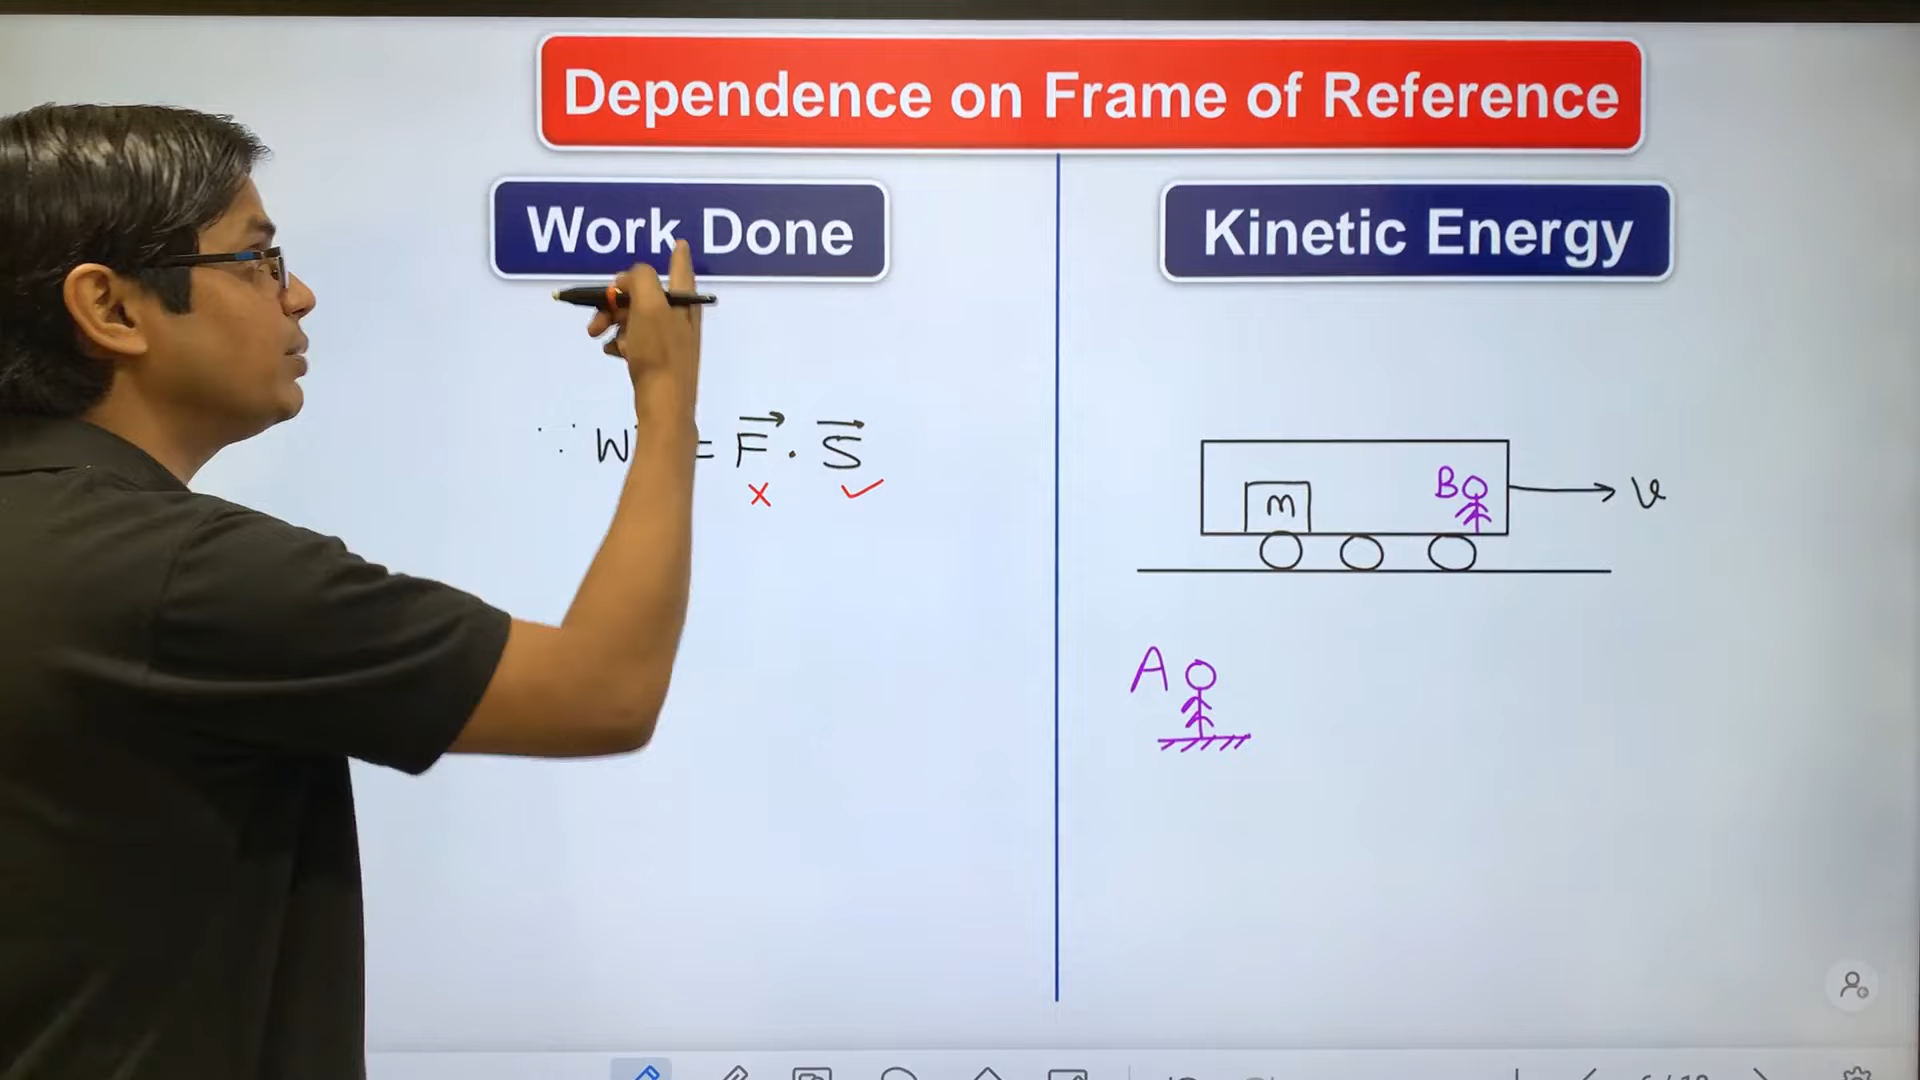 Dependence on Frame of Reference
Work Done
Kinetic Energy
∵ W = F⃗ · S⃗
× ✓
m
B
v
A